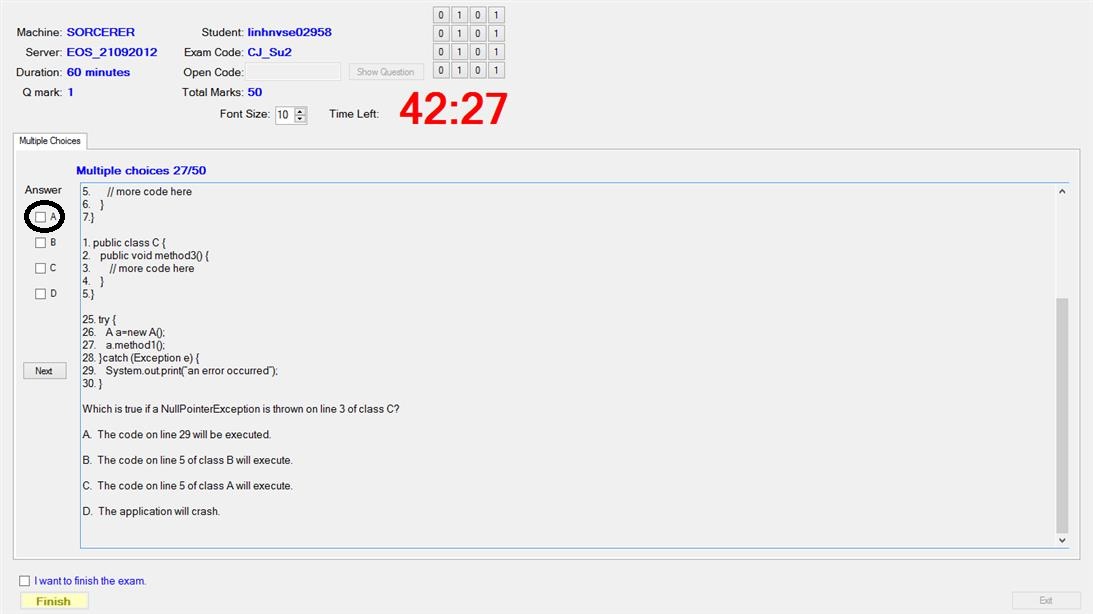 0 1 0 1
Machine: SORCERER Student: linhnvse02958
0 1 0 1
Server: EOS_21092012 Exam Code: CJ_Su2
0 1 0 1
Duration: 60 minutes Open Code: Show Question
0 1 0 1
Q mark: 1 Total Marks: 50
Font Size: 10 Time Left: 42:27
Multiple Choices
Multiple choices 27/50
Answer
A
B
C
D
Next
5. // more code here
6. }
7.}
1. public class C {
2. public void method3() {
3. // more code here
4. }
5.}
25. try {
26. A a=new A();
27. a.method1();
28. }catch (Exception e) {
29. System.out.print("an error occurred");
30. }
Which is true if a NullPointerException is thrown on line 3 of class C?
A. The code on line 29 will be executed.
B. The code on line 5 of class B will execute.
C. The code on line 5 of class A will execute.
D. The application will crash.
I want to finish the exam.
Finish
Exit